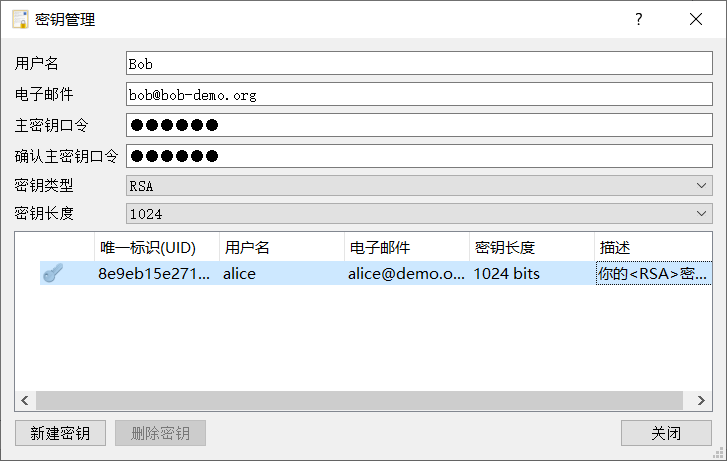 密钥管理
用户名 Bob
电子邮件 bob@bob-demo.org
主密钥口令 ●●●●●●
确认主密钥口令 ●●●●●●
密钥类型 RSA
密钥长度 1024
唯一标识(UID) 用户名 电子邮件 密钥长度 描述
8e9eb15e271... alice alice@demo.o... 1024 bits 你的<RSA>密...
新建密钥 删除密钥 关闭